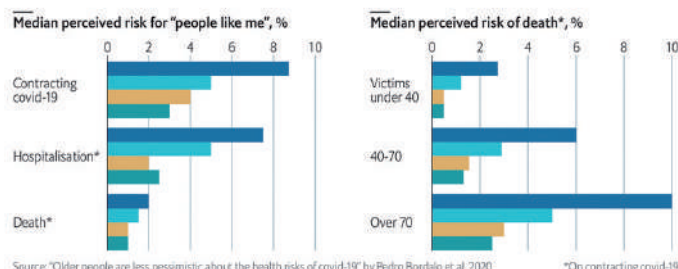 Median perceived risk for “people like me”, %
0 2 4 6 8 10
Contracting
covid-19
Hospitalisation*
Death*
Median perceived risk of death*, %
0 2 4 6 8 10
Victims
under 40
40-70
Over 70
Source: “Older people are less pessimistic about the health risks of covid-19” by Pedro Bordalo et al. 2020
*On contracting covid-19